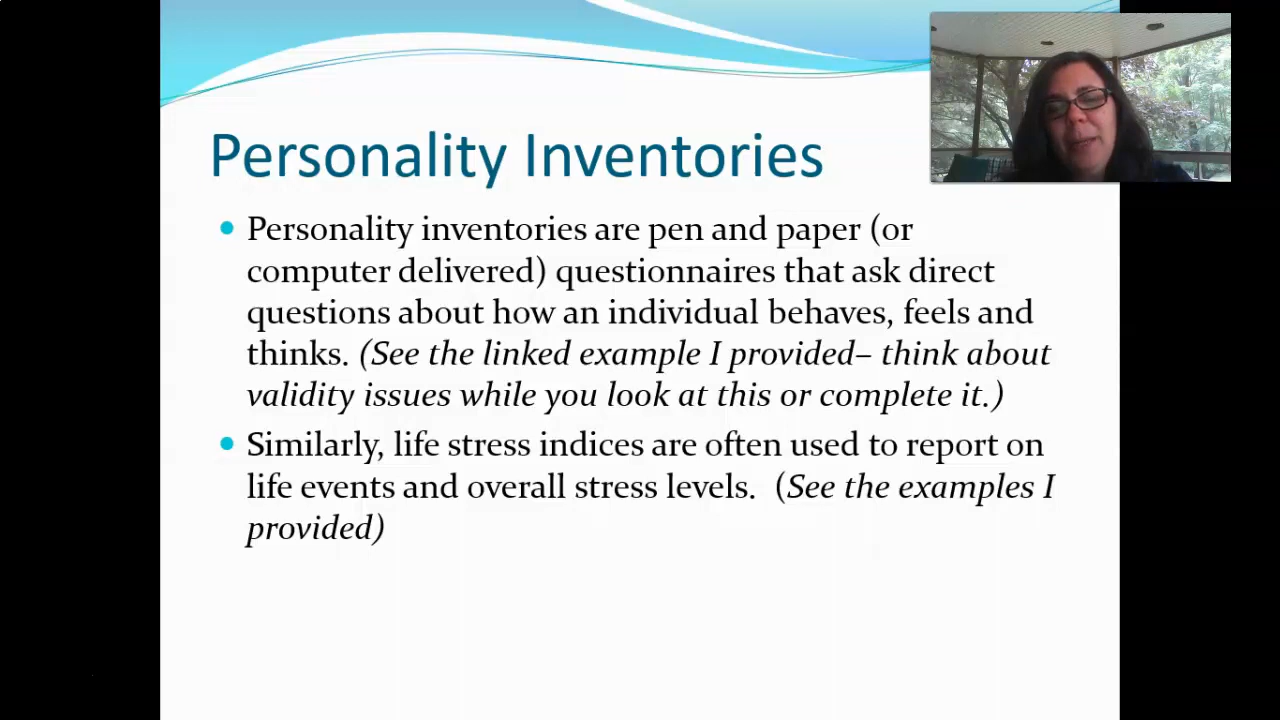 Personality Inventories
Personality inventories are pen and paper (or
computer delivered) questionnaires that ask direct
questions about how an individual behaves, feels and
thinks. (See the linked example I provided– think about
validity issues while you look at this or complete it.)
Similarly, life stress indices are often used to report on
life events and overall stress levels.  (See the examples I
provided)